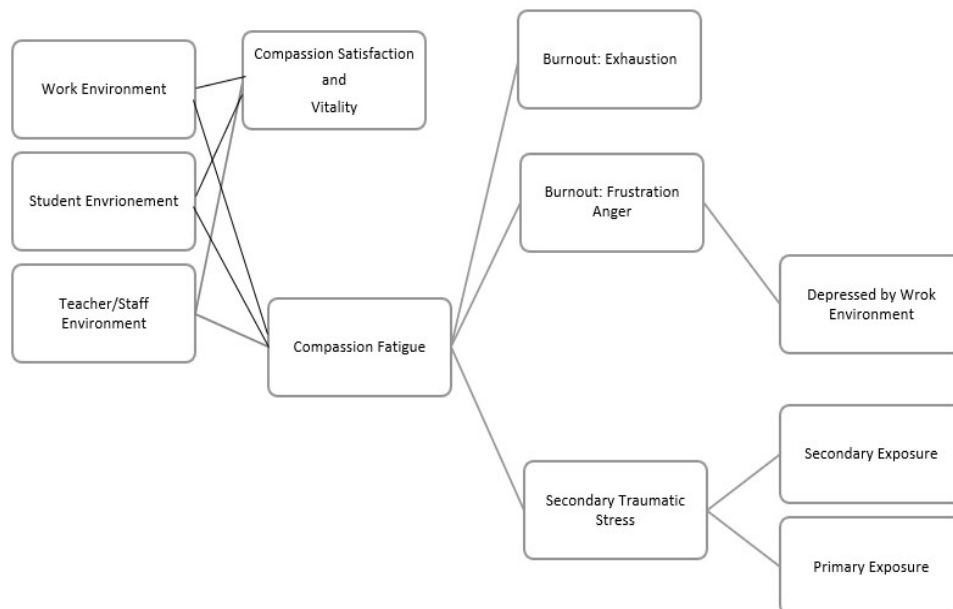 Work Environment
Student Envrionement
Teacher/Staff
Environment
Compassion Satisfaction
and
Vitality
Compassion Fatigue
Burnout: Exhaustion
Burnout: Frustration
Anger
Secondary Traumatic
Stress
Depressed by Wrok
Environment
Secondary Exposure
Primary Exposure